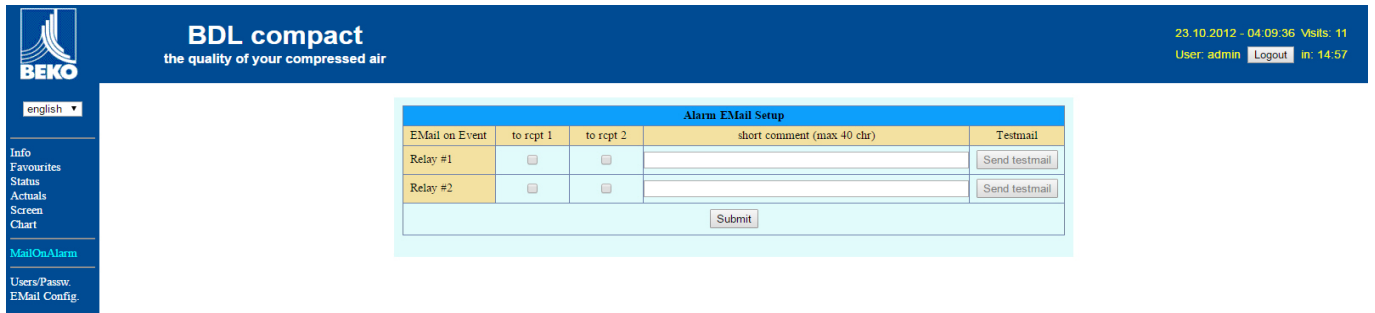 BEKO
BDL compact
the quality of your compressed air
23.10.2012 - 04:09:36 Visits: 11
User: admin Logout in: 14:57
english
Info
Favourites
Status
Actuals
Screen
Chart
MailOnAlarm
Users/Passw.
EMail Config.
Alarm EMail Setup
EMail on Event to rcpt 1 to rcpt 2 short comment (max 40 chr) Testmail
Relay #1 Send testmail
Relay #2 Send testmail
Submit